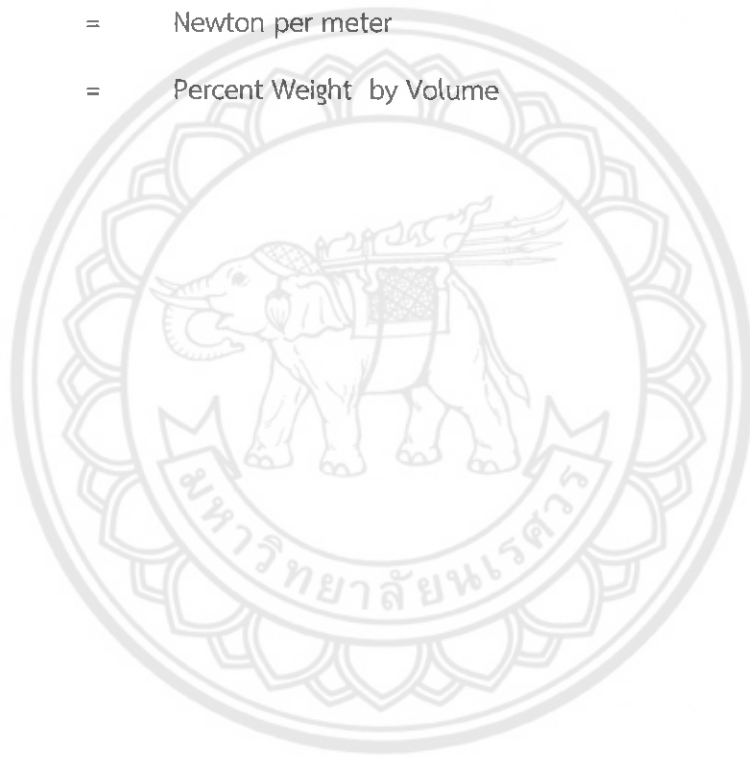 = Newton per meter
= Percent Weight by Volume
มหาวิทยาลัยนเรศวร